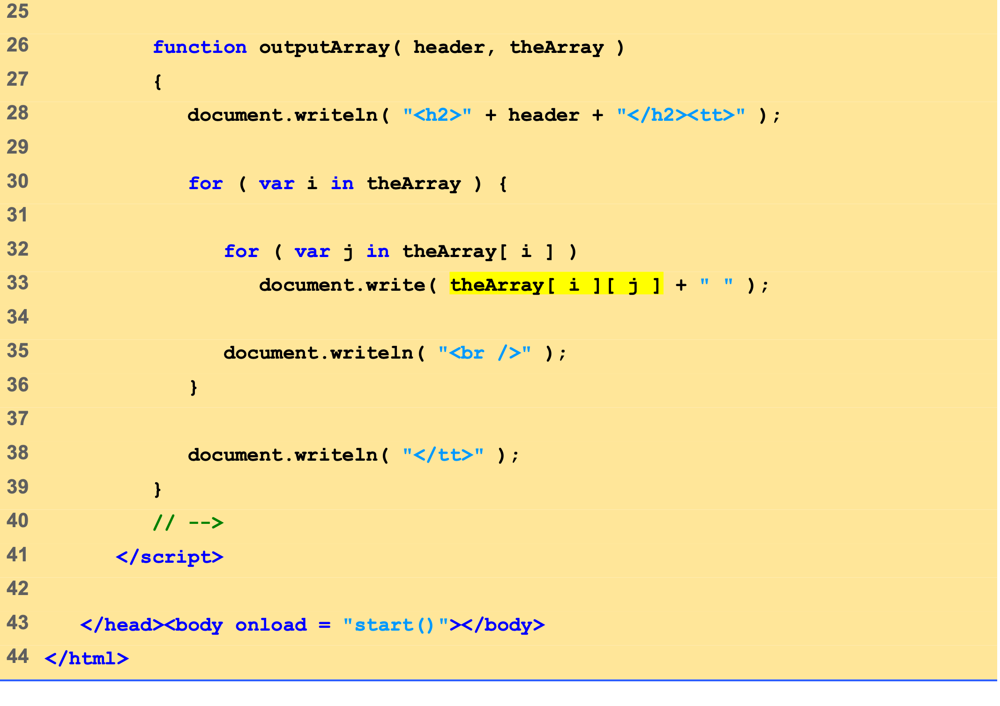 25
26 function outputArray( header, theArray )
27 {
28 document.writeln( "<h2>" + header + "</h2><tt>" );
29
30 for ( var i in theArray ) {
31
32 for ( var j in theArray[ i ] )
33 document.write( theArray[ i ][ j ] + " " );
34
35 document.writeln( "<br />" );
36 }
37
38 document.writeln( "</tt>" );
39 }
40 // -->
41 </script>
42
43 </head><body onload = "start()"></body>
44 </html>